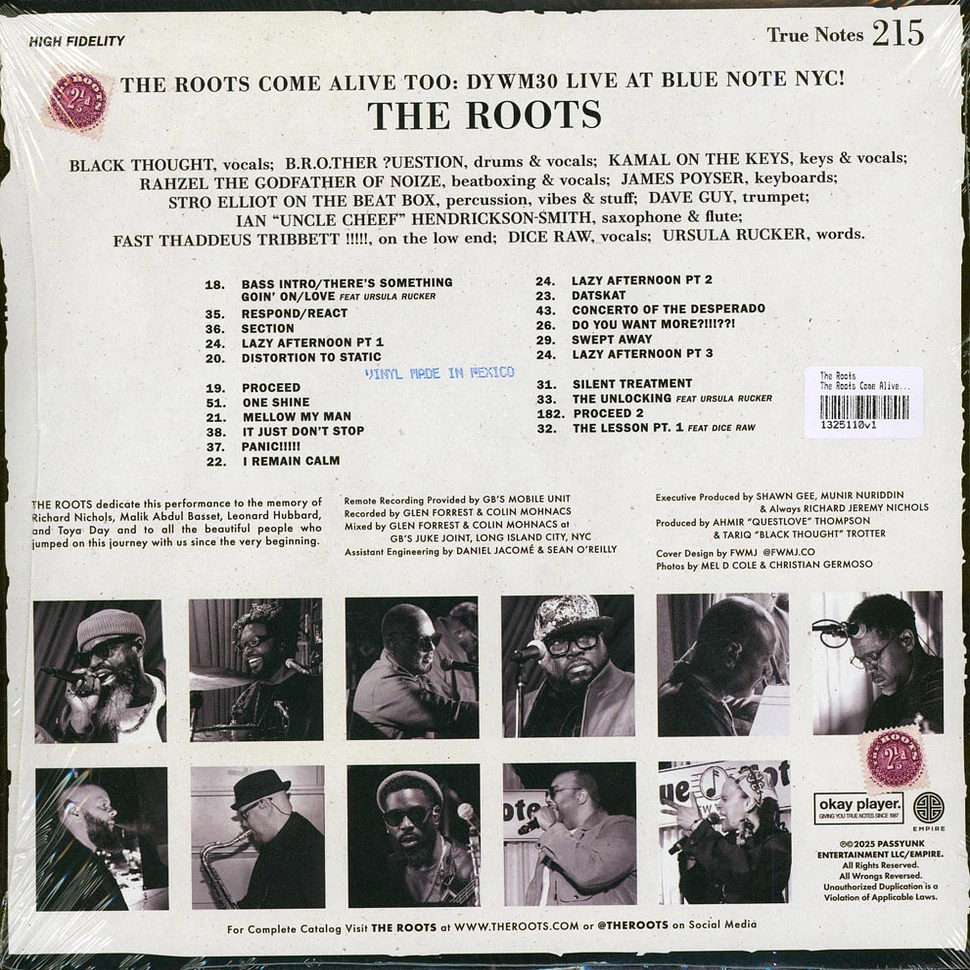 HIGH FIDELITY
True Notes 215
THE ROOTS COME ALIVE TOO: DYWM30 LIVE AT BLUE NOTE NYC!
THE ROOTS
BLACK THOUGHT, vocals; B.R.O.THER ?UESTION, drums & vocals; KAMAL ON THE KEYS, keys & vocals;
RAHZEL THE GODFATHER OF NOIZE, beatboxing & vocals; JAMES POYSER, keyboards;
STRO ELLIOT ON THE BEAT BOX, percussion, vibes & stuff; DAVE GUY, trumpet;
IAN “UNCLE CHEEF” HENDRICKSON-SMITH, saxophone & flute;
FAST THADDEUS TRIBBETT !!!!!, on the low end; DICE RAW, vocals; URSULA RUCKER, words.
18. BASS INTRO/THERE'S SOMETHING
GOIN' ON/LOVE FEAT URSULA RUCKER
35. RESPOND/REACT
36. SECTION
24. LAZY AFTERNOON PT 1
20. DISTORTION TO STATIC
19. PROCEED
51. ONE SHINE
21. MELLOW MY MAN
38. IT JUST DON'T STOP
37. PANIC!!!!!
22. I REMAIN CALM
24. LAZY AFTERNOON PT 2
23. DATSKAT
43. CONCERTO OF THE DESPERADO
26. DO YOU WANT MORE?!!!??!
29. SWEPT AWAY
24. LAZY AFTERNOON PT 3
31. SILENT TREATMENT
33. THE UNLOCKING FEAT URSULA RUCKER
182. PROCEED 2
32. THE LESSON PT. 1 FEAT DICE RAW
VINYL MADE IN MEXICO
The Roots
The Roots Come Alive...
1325110v1
THE ROOTS dedicate this performance to the memory of
Richard Nichols, Malik Abdul Basset, Leonard Hubbard,
and Toya Day and to all the beautiful people who
jumped on this journey with us since the very beginning.
Remote Recording Provided by GB'S MOBILE UNIT
Recorded by GLEN FORREST & COLIN MOHNACS
Mixed by GLEN FORREST & COLIN MOHNACS at
GB'S JUKE JOINT, LONG ISLAND CITY, NYC
Assistant Engineering by DANIEL JACOMÉ & SEAN O'REILLY
Executive Produced by SHAWN GEE, MUNIR NURIDDIN
& Always RICHARD JEREMY NICHOLS
Produced by AHMIR “QUESTLOVE” THOMPSON
& TARIQ “BLACK THOUGHT” TROTTER
Cover Design by FWMJ @FWMJ.CO
Photos by MEL D COLE & CHRISTIAN GERMOSO
okay player.
GIVING YOU TRUE NOTES SINCE 1987
EMPIRE
℗©2025 PASSYUNK
ENTERTAINMENT LLC/EMPIRE.
All Rights Reserved.
All Wrongs Reversed.
Unauthorized Duplication is a
Violation of Applicable Laws.
For Complete Catalog Visit THE ROOTS at WWW.THEROOTS.COM or @THEROOTS on Social Media